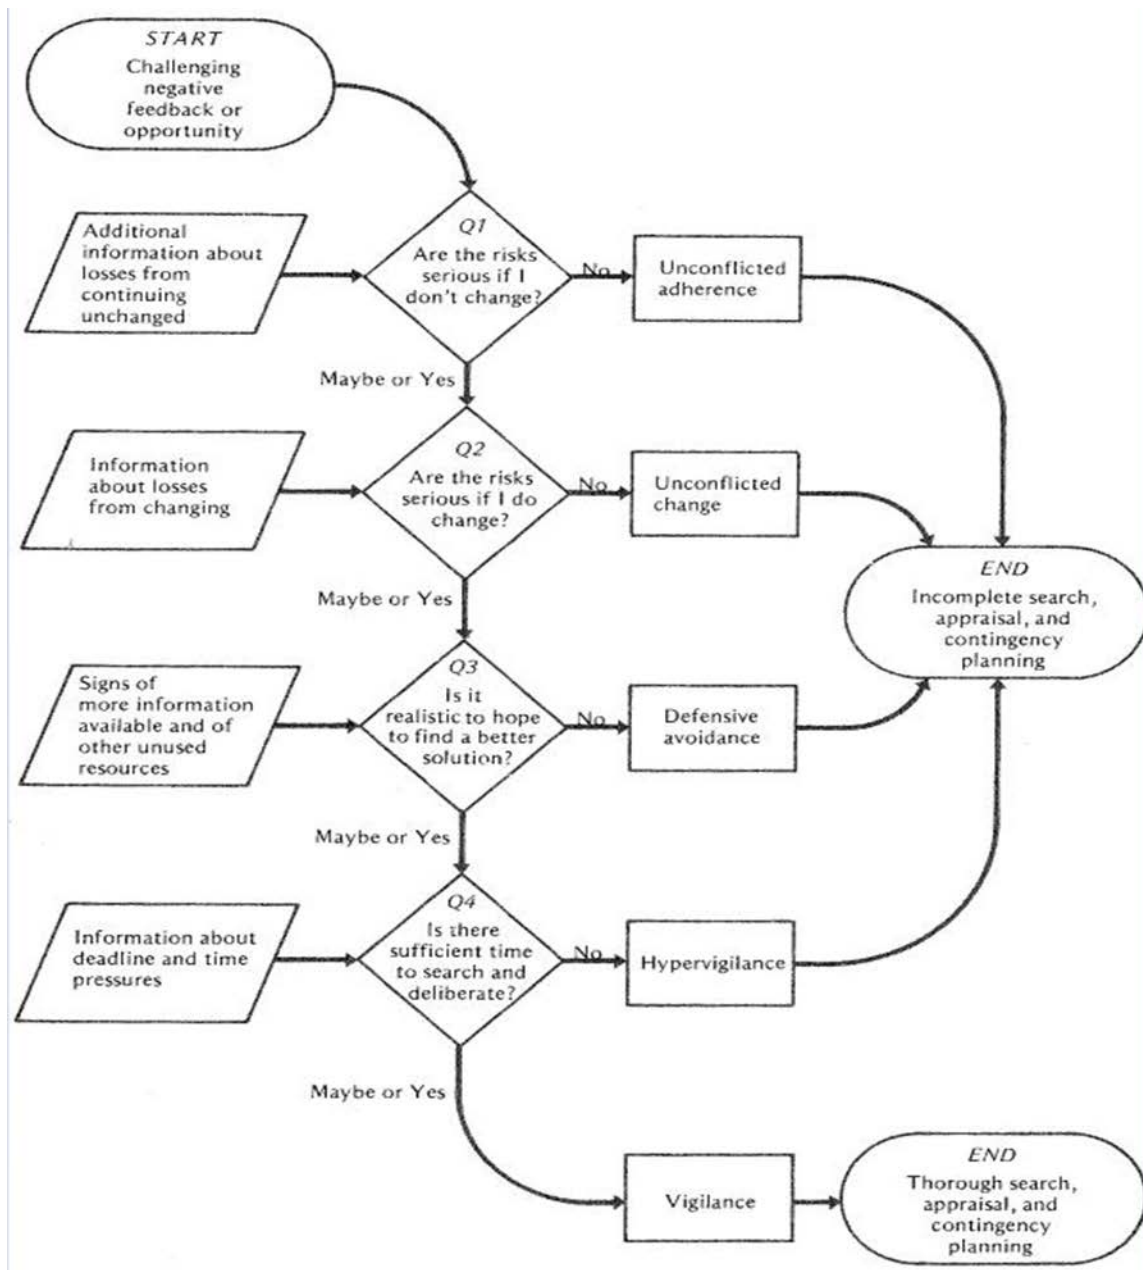 START
Challenging
negative
feedback or
opportunity
Additional
information about
losses from
continuing
unchanged
Q1
Are the risks
serious if I
don't change?
No
Unconflicted
adherence
Maybe or Yes
Information
about losses
from changing
Q2
Are the risks
serious if I do
change?
No
Unconflicted
change
END
Incomplete search,
appraisal, and
contingency
planning
Maybe or Yes
Signs of
more information
available and of
other unused
resources
Q3
Is it
realistic to hope
to find a better
solution?
No
Defensive
avoidance
Maybe or Yes
Information about
deadline and time
pressures
Q4
Is there
sufficient time
to search and
deliberate?
No
Hypervigilance
Maybe or Yes
Vigilance
END
Thorough search,
appraisal, and
contingency
planning